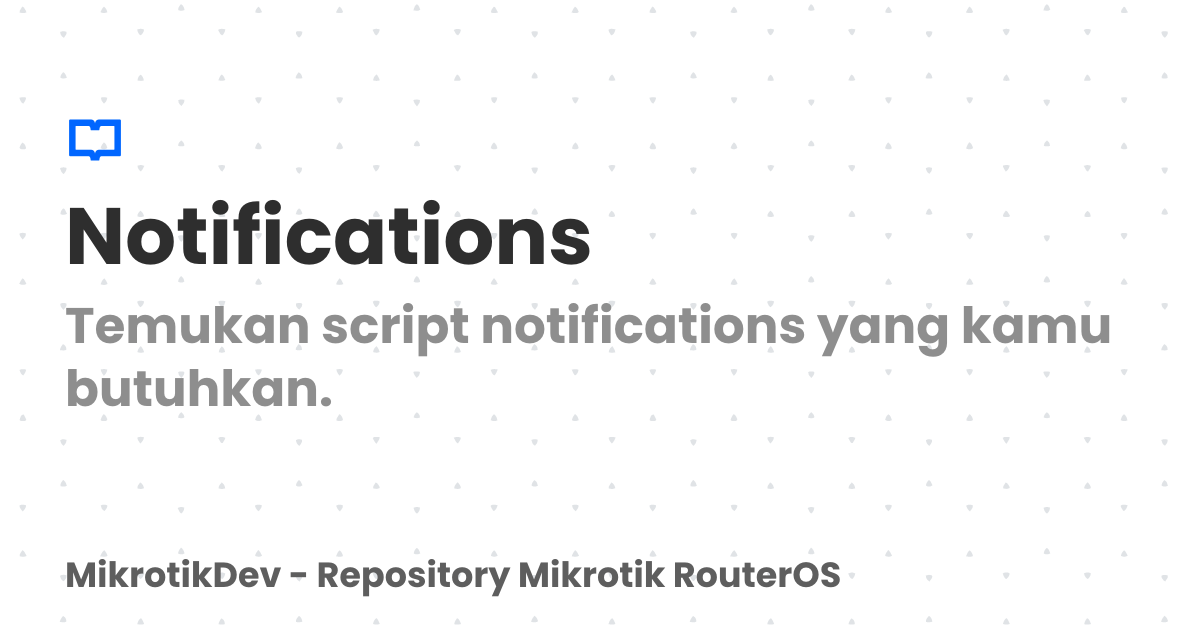 Notifications
Temukan script notifications yang kamu
butuhkan.
MikrotikDev - Repository Mikrotik RouterOS